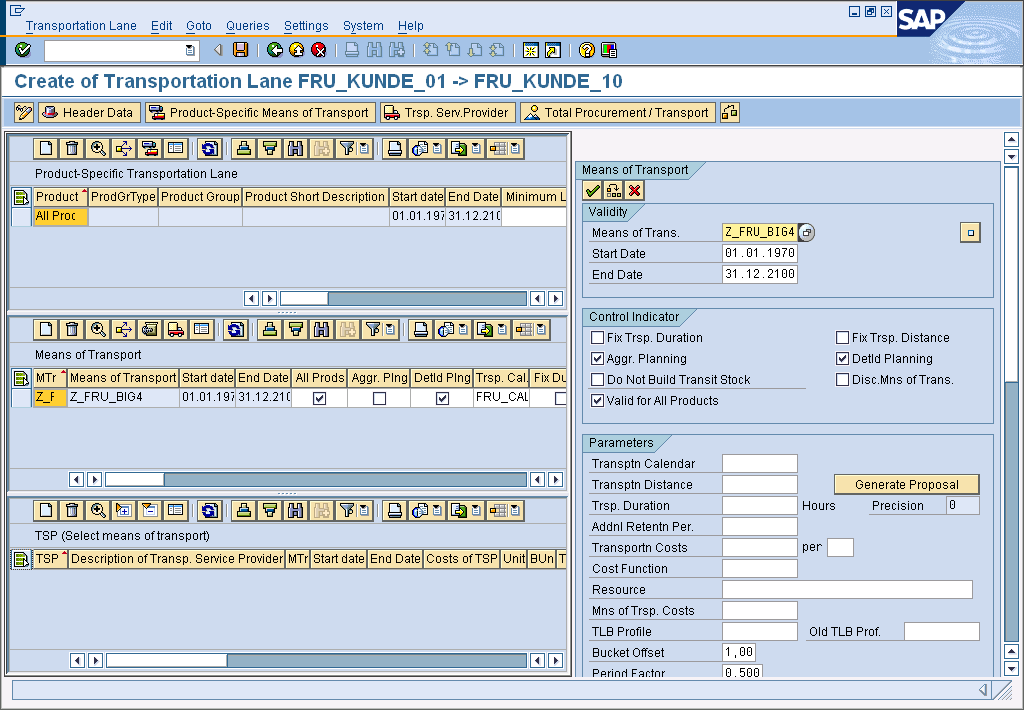 Transportation Lane Edit Goto Queries Settings System Help
SAP
Create of Transportation Lane FRU_KUNDE_01 -> FRU_KUNDE_10
Header Data Product-Specific Means of Transport Trsp. Serv.Provider Total Procurement / Transport
Product-Specific Transportation Lane
Product ProdGrType Product Group Product Short Description Start date End Date Minimum L
All Proc 01.01.197 31.12.210
Means of Transport
MTr Means of Transport Start date End Date All Prods Aggr. Plng Detld Plng Trsp. Cal. Fix Du
Z_F Z_FRU_BIG4 01.01.197 31.12.210 FRU_CAL
TSP (Select means of transport)
TSP Description of Transp. Service Provider MTr Start date End Date Costs of TSP Unit BUn T
Means of Transport
Validity
Means of Trans. Z_FRU_BIG4
Start Date 01.01.1970
End Date 31.12.2100
Control Indicator
Fix Trsp. Duration Fix Trsp. Distance
Aggr. Planning Detld Planning
Do Not Build Transit Stock Disc.Mns of Trans.
Valid for All Products
Parameters
Transptn Calendar
Transptn Distance Generate Proposal
Trsp. Duration Hours Precision 0
Addnl Retentn Per.
Transportn Costs per
Cost Function
Resource
Mns of Trsp. Costs
TLB Profile Old TLB Prof.
Bucket Offset 1,00
Period Factor 0.500